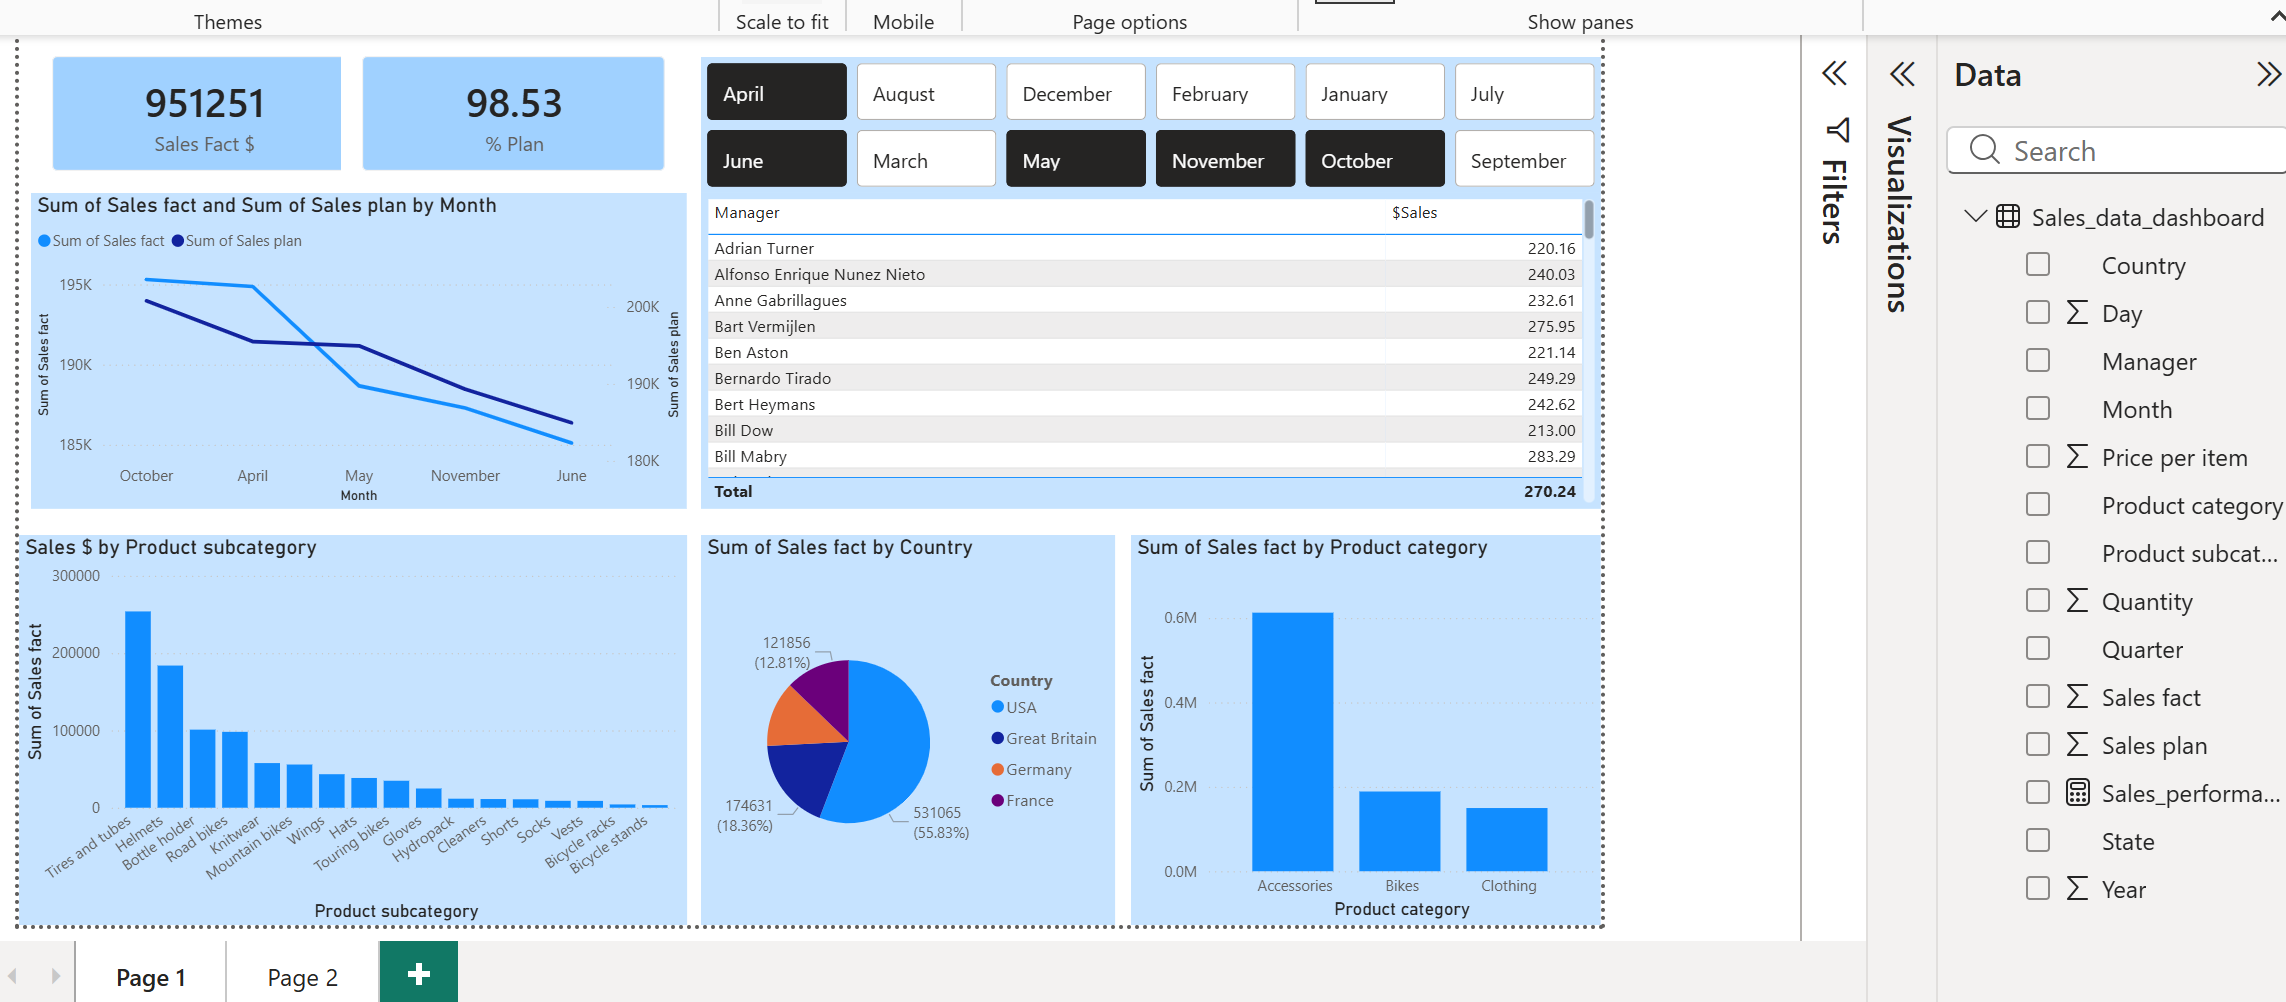 Themes
Scale to fit
Mobile
Page options
Show panes
951251
Sales Fact $
98.53
% Plan
April
August
December
February
January
July
June
March
May
November
October
September
Sum of Sales fact and Sum of Sales plan by Month
Sum of Sales fact
Sum of Sales plan
195K
190K
185K
Sum of Sales fact
200K
190K
180K
Sum of Sales plan
October
April
May
November
June
Month
Manager $Sales
Adrian Turner 220.16
Alfonso Enrique Nunez Nieto 240.03
Anne Gabrillagues 232.61
Bart Vermijlen 275.95
Ben Aston 221.14
Bernardo Tirado 249.29
Bert Heymans 242.62
Bill Dow 213.00
Bill Mabry 283.29
Total 270.24
Sales $ by Product subcategory
300000
200000
100000
0
Sum of Sales fact
Tires and tubes
Helmets
Bottle holder
Road bikes
Knitwear
Mountain bikes
Wings
Hats
Touring bikes
Gloves
Hydropack
Cleaners
Shorts
Socks
Vests
Bicycle racks
Bicycle stands
Product subcategory
Sum of Sales fact by Country
121856
(12.81%)
174631
(18.36%)
531065
(55.83%)
Country
USA
Great Britain
Germany
France
Sum of Sales fact by Product category
0.6M
0.4M
0.2M
0.0M
Sum of Sales fact
Accessories
Bikes
Clothing
Product category
Filters
Visualizations
Data
Search
Sales_data_dashboard
Country
Day
Manager
Month
Price per item
Product category
Product subcat...
Quantity
Quarter
Sales fact
Sales plan
Sales_performa...
State
Year
Page 1
Page 2